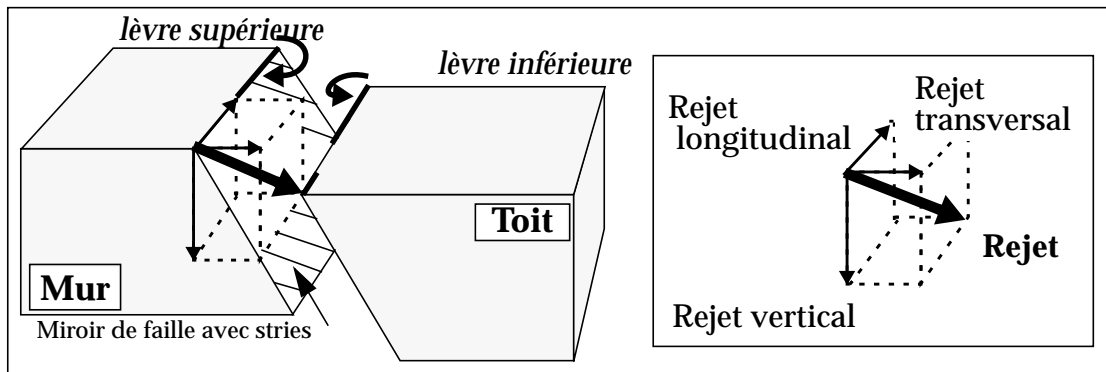 lèvre supérieure
lèvre inférieure
Toit
Mur
Miroir de faille avec stries
Rejet
longitudinal
Rejet
transversal
Rejet
Rejet vertical